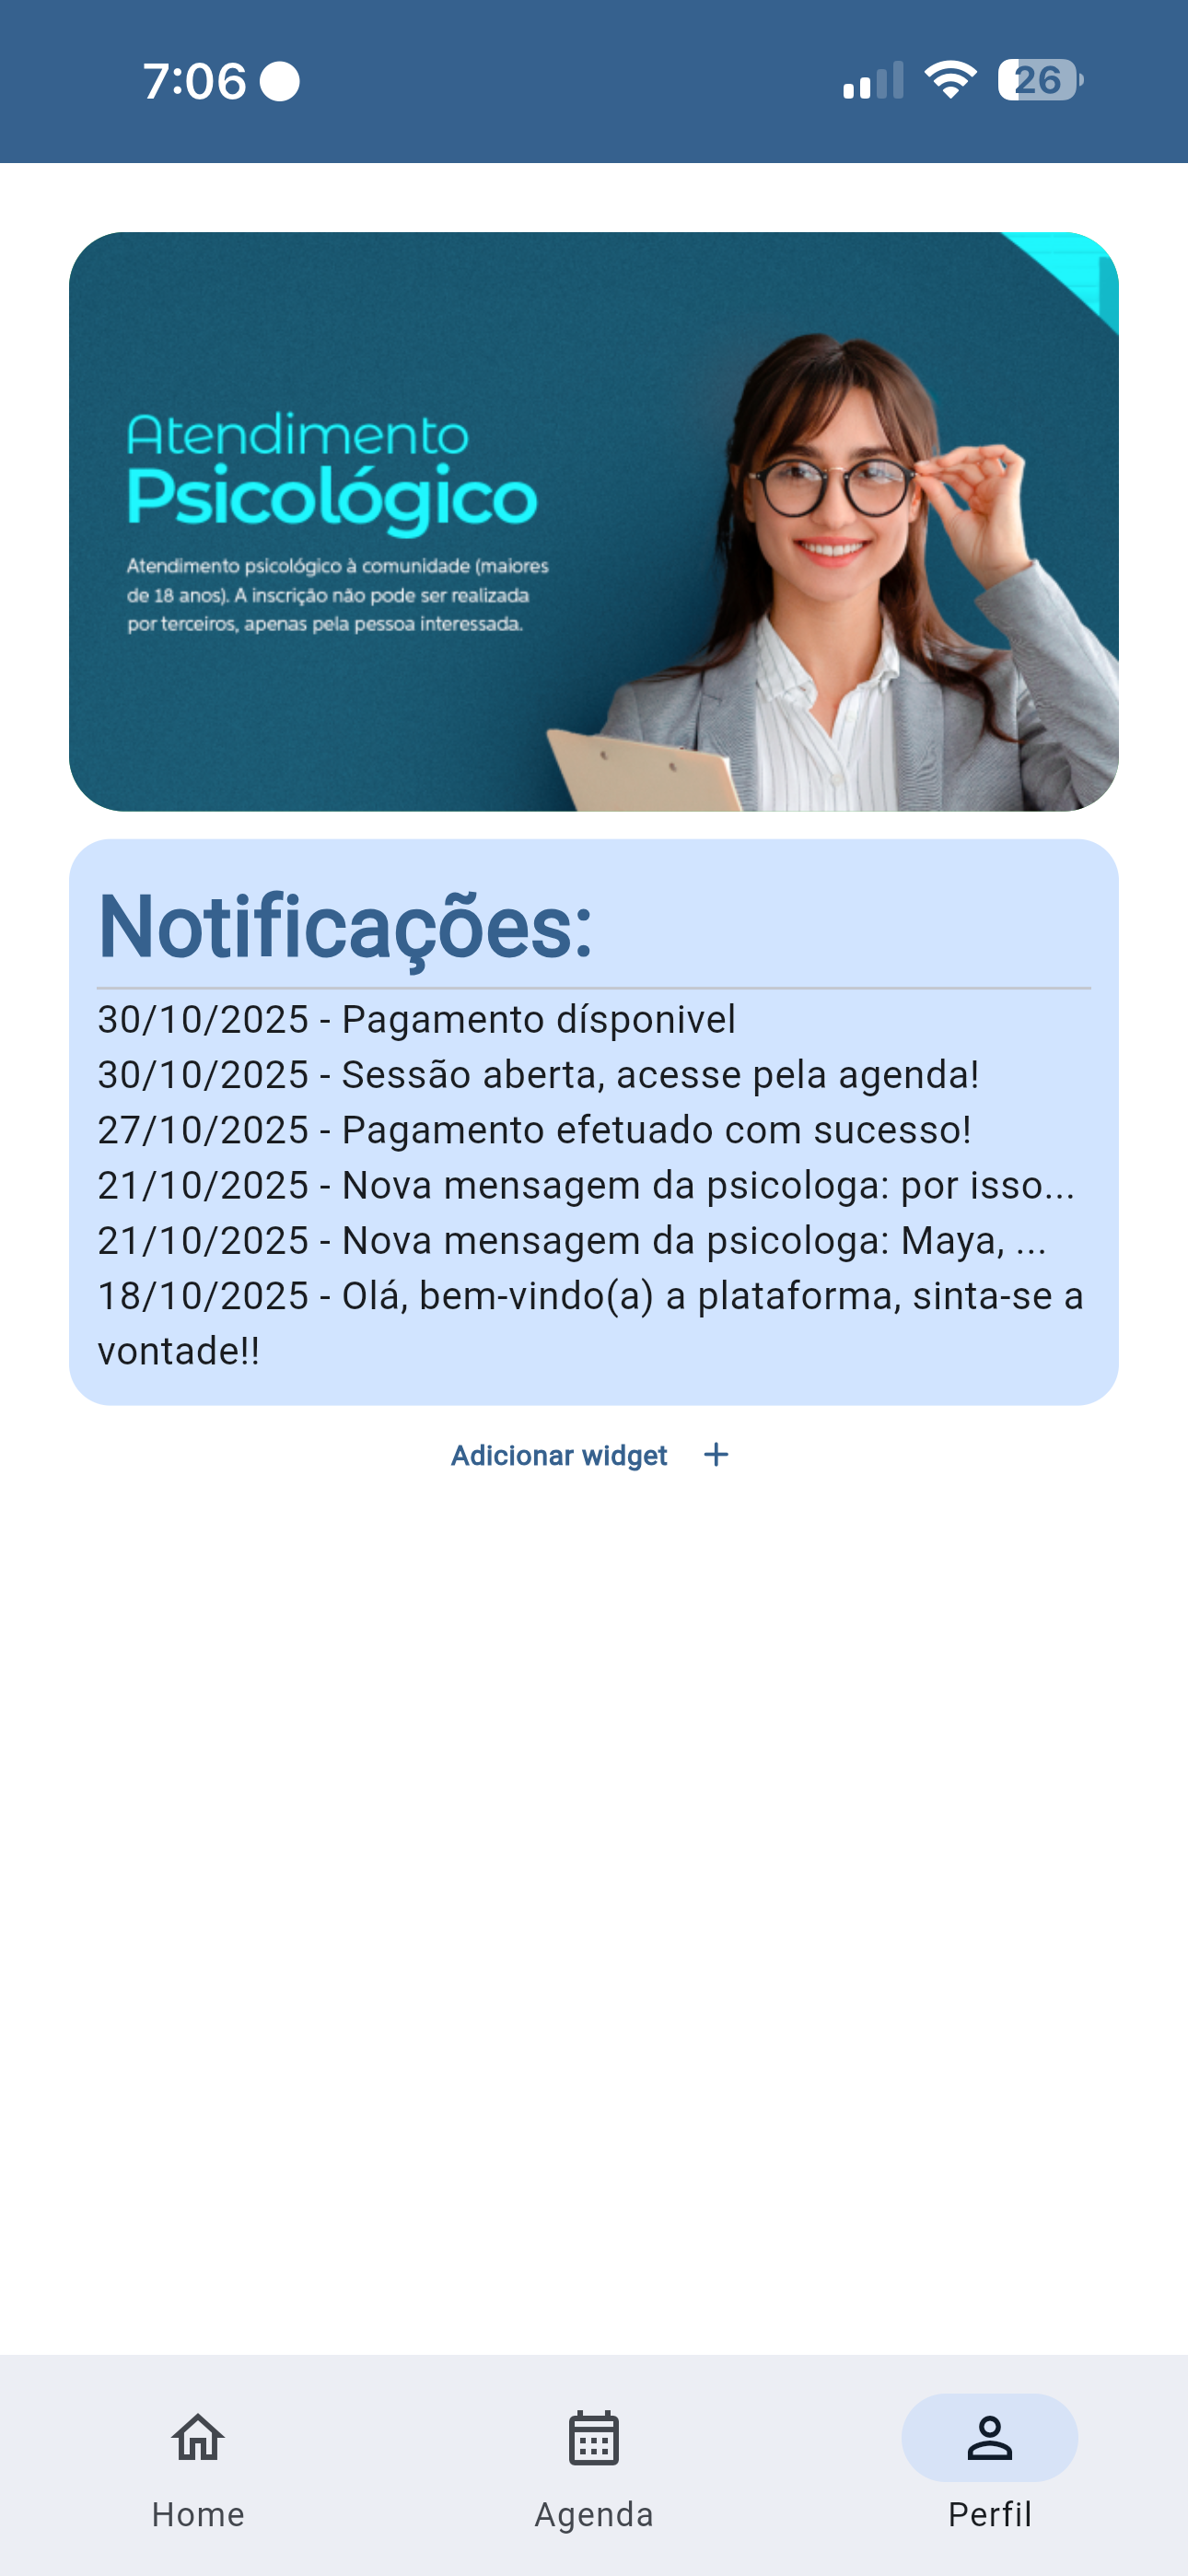 7:06
26
Atendimento
Psicológico
Atendimento psicológico à comunidade (maiores
de 18 anos). A inscrição não pode ser realizada
por terceiros, apenas pela pessoa interessada.
Notificações:
30/10/2025 - Pagamento dísponivel
30/10/2025 - Sessão aberta, acesse pela agenda!
27/10/2025 - Pagamento efetuado com sucesso!
21/10/2025 - Nova mensagem da psicologa: por isso...
21/10/2025 - Nova mensagem da psicologa: Maya, ...
18/10/2025 - Olá, bem-vindo(a) a plataforma, sinta-se a
vontade!!
Adicionar widget +
Home
Agenda
Perfil